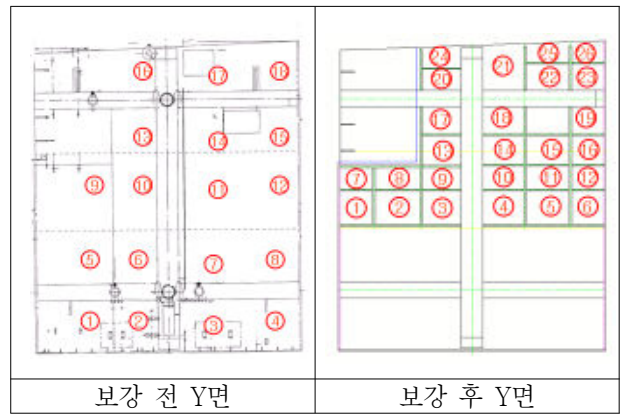 ⑯ ⑰ ⑱
⑬ ⑭ ⑮
⑨ ⑩ ⑪ ⑫
⑤ ⑥ ⑦ ⑧
① ② ③ ④
㉔ ㉑ ㉕ ㉖
⑳ ㉒ ㉓
⑰ ⑱ ⑲
⑬ ⑭ ⑮ ⑯
⑦ ⑧ ⑨ ⑩ ⑪ ⑫
① ② ③ ④ ⑤ ⑥
보강 전 Y면
보강 후 Y면